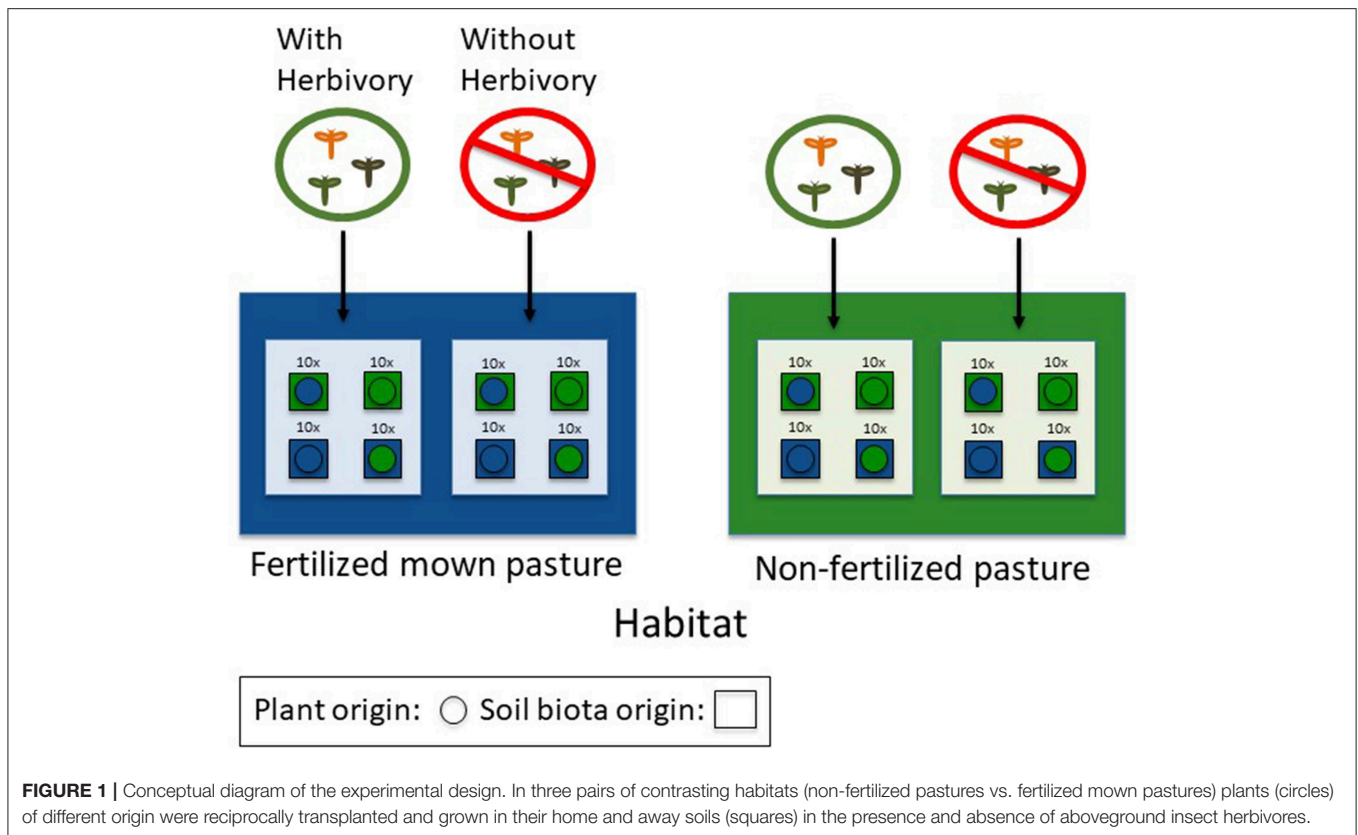 With
Herbivory
Without
Herbivory
10x 10x 10x 10x
10x 10x 10x 10x
10x 10x 10x 10x
10x 10x 10x 10x
Fertilized mown pasture
Non-fertilized pasture
Habitat
Plant origin: Soil biota origin:
FIGURE 1 | Conceptual diagram of the experimental design. In three pairs of contrasting habitats (non-fertilized pastures vs. fertilized mown pastures) plants (circles)
of different origin were reciprocally transplanted and grown in their home and away soils (squares) in the presence and absence of aboveground insect herbivores.